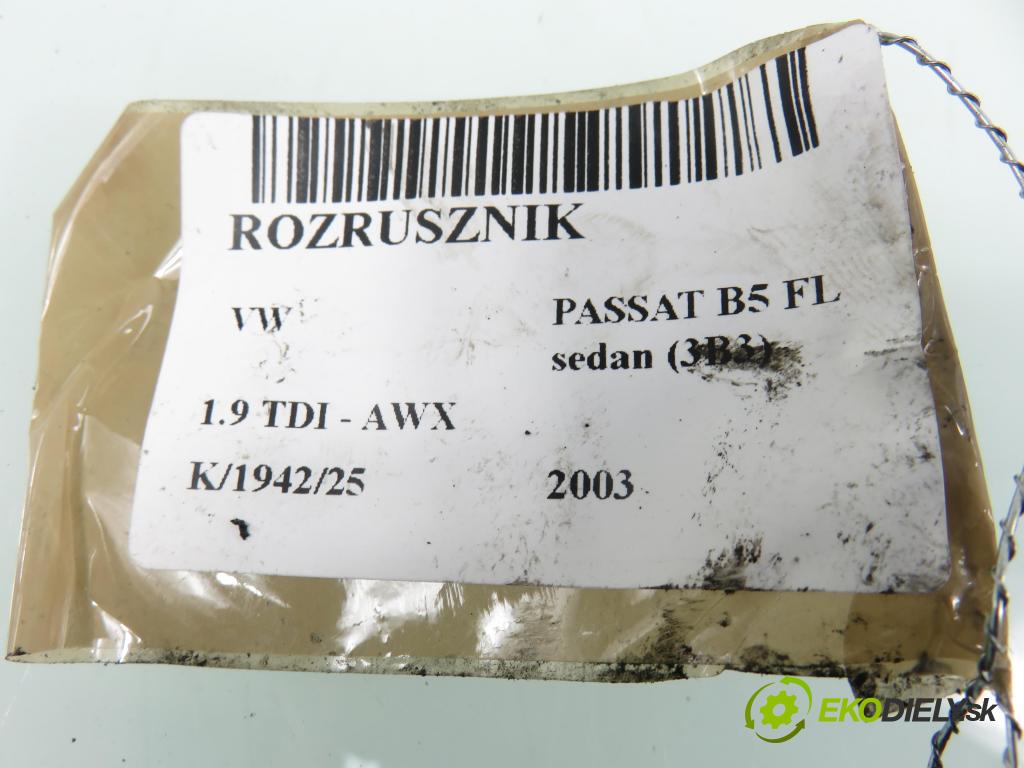 ROZRUSZNIK
VW PASSAT B5 FL
sedan (3B3)
1.9 TDI - AWX
K/1942/25 2003
EKODIELY.sk